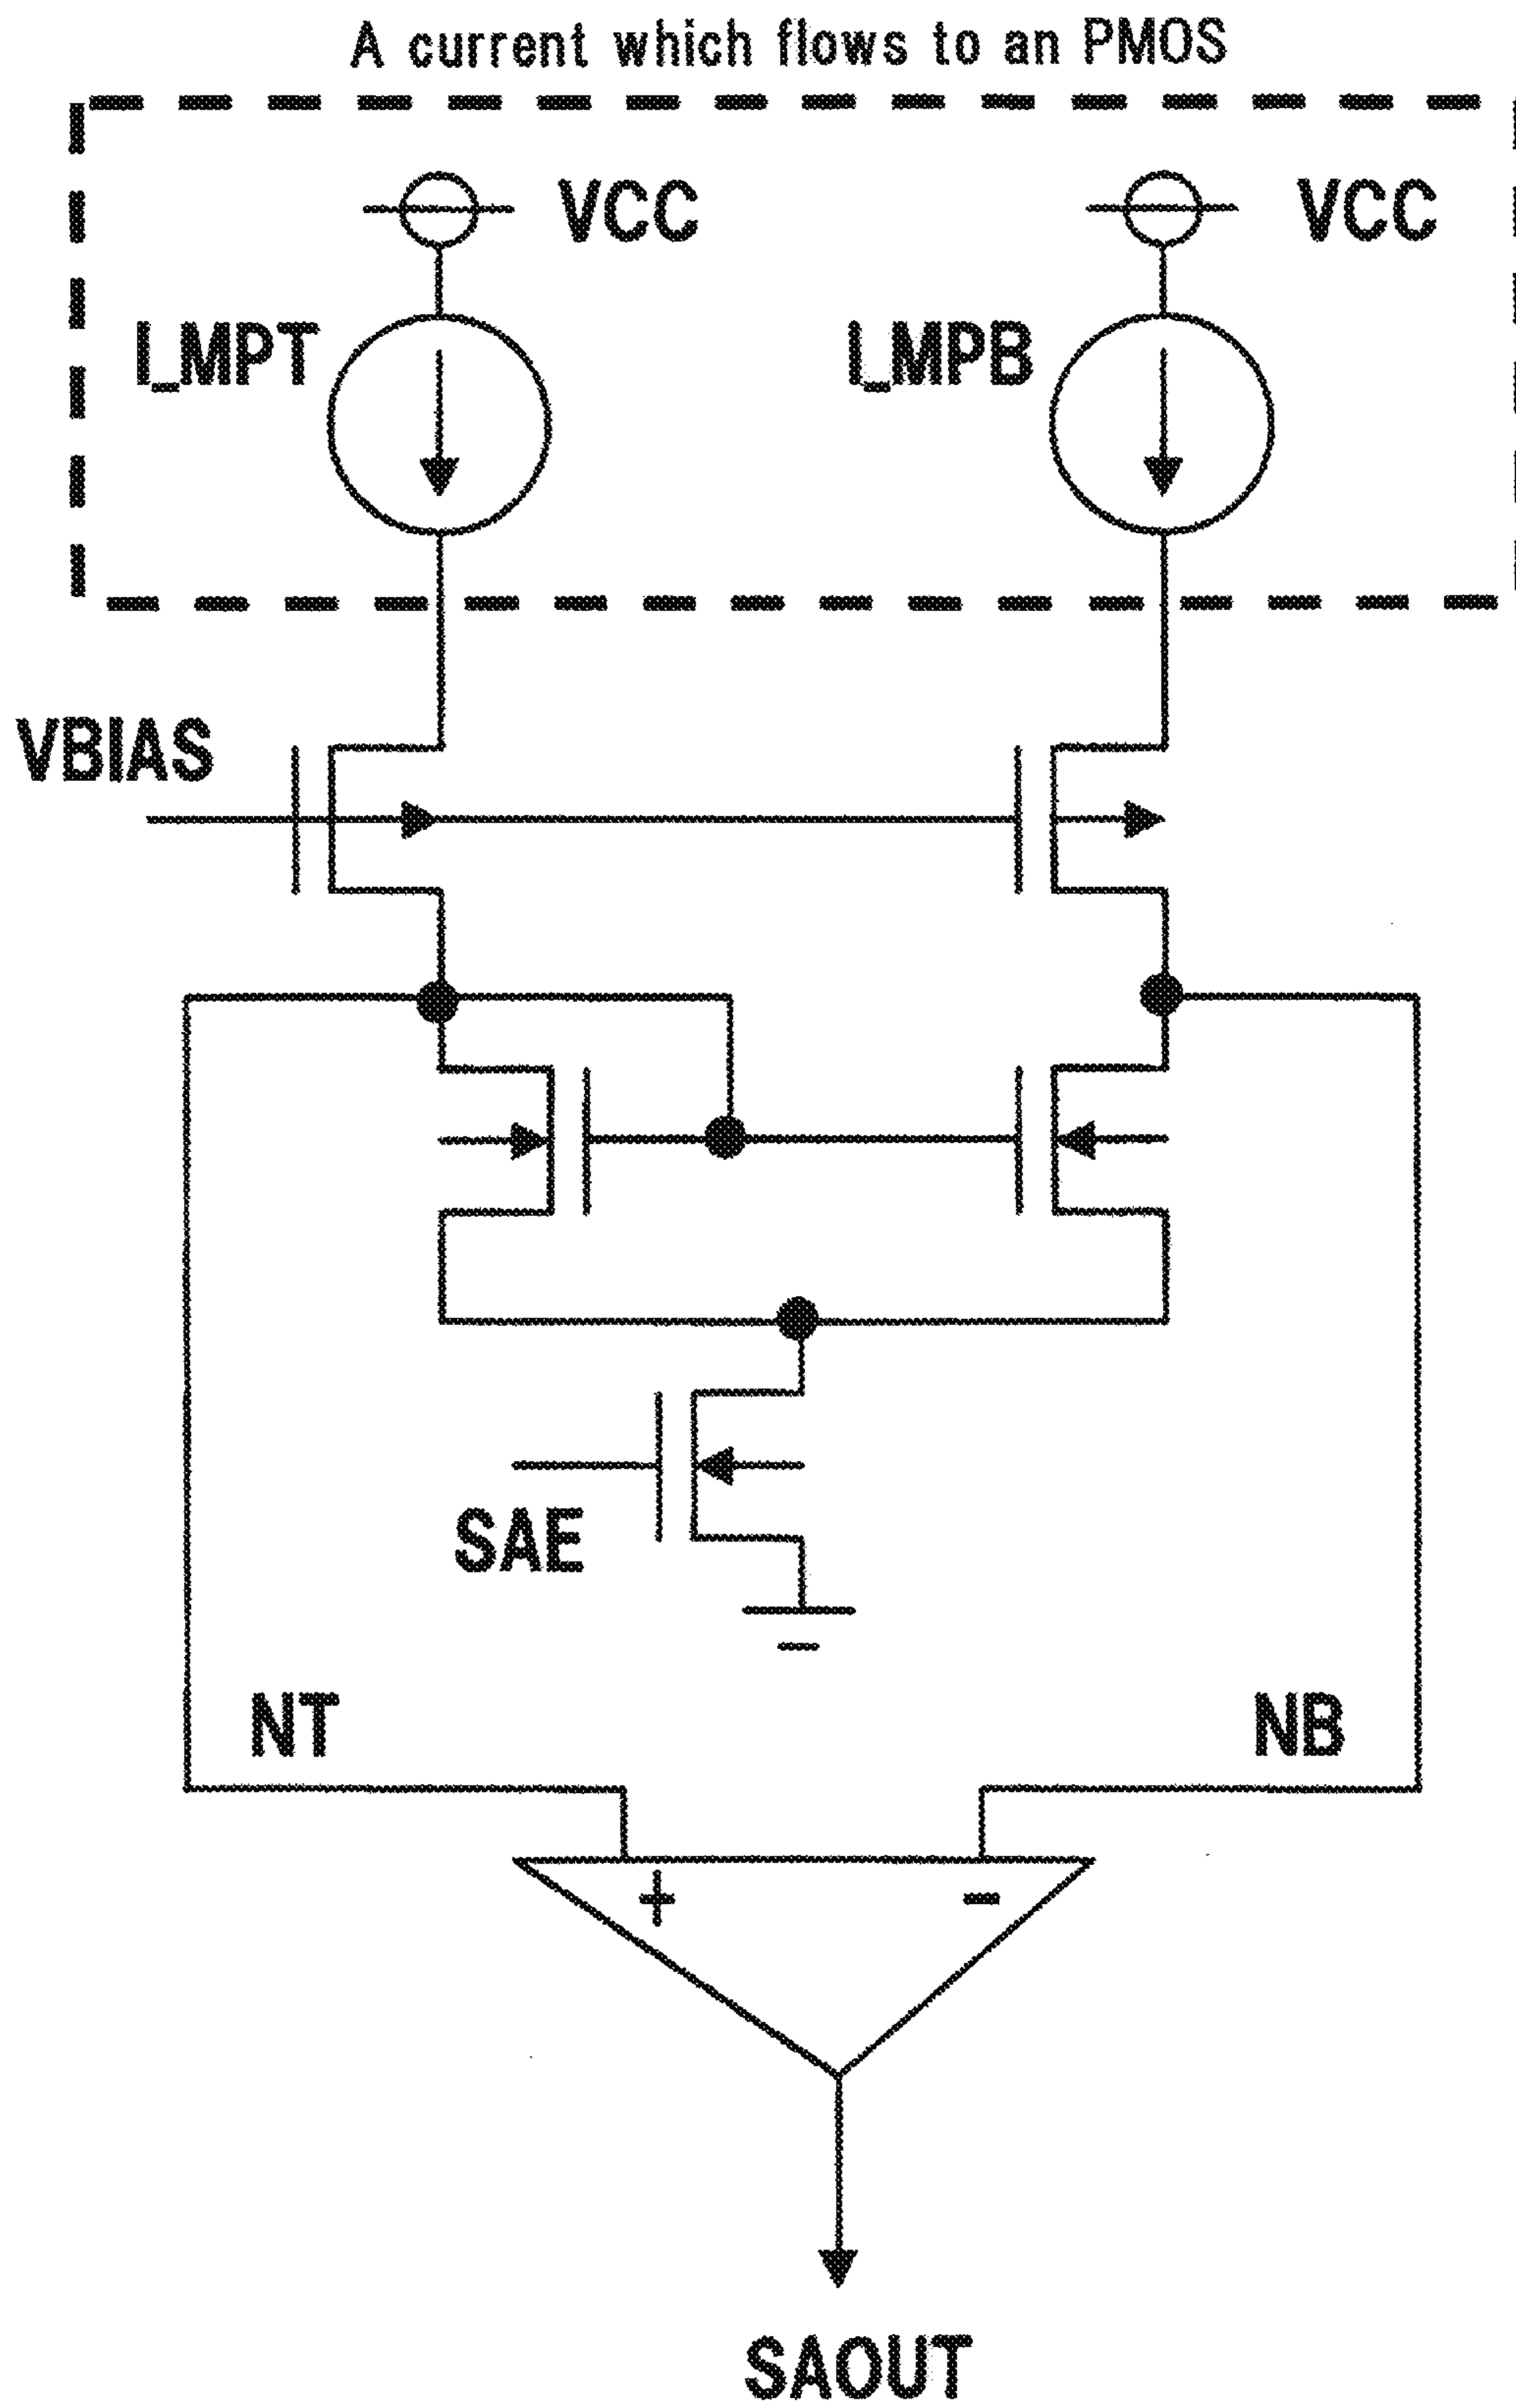 A current which flows to an PMOS
VCC
VCC
I_MPT
I_MPB
VBIAS
SAE
NT
NB
+
-
SAOUT